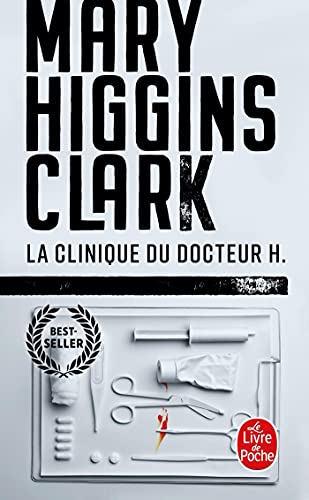 MARY
HIGGINS
CLARK
LA CLINIQUE DU DOCTEUR H.
BEST-
SELLER
Le
Livre
de
Poche